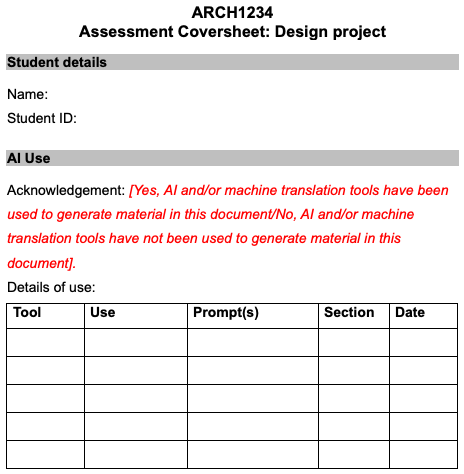 ARCH1234
Assessment Coversheet: Design project
Student details
Name:
Student ID:
AI Use
Acknowledgement: [Yes, AI and/or machine translation tools have been
used to generate material in this document/No, AI and/or machine
translation tools have not been used to generate material in this
document].
Details of use:
Tool Use Prompt(s) Section Date